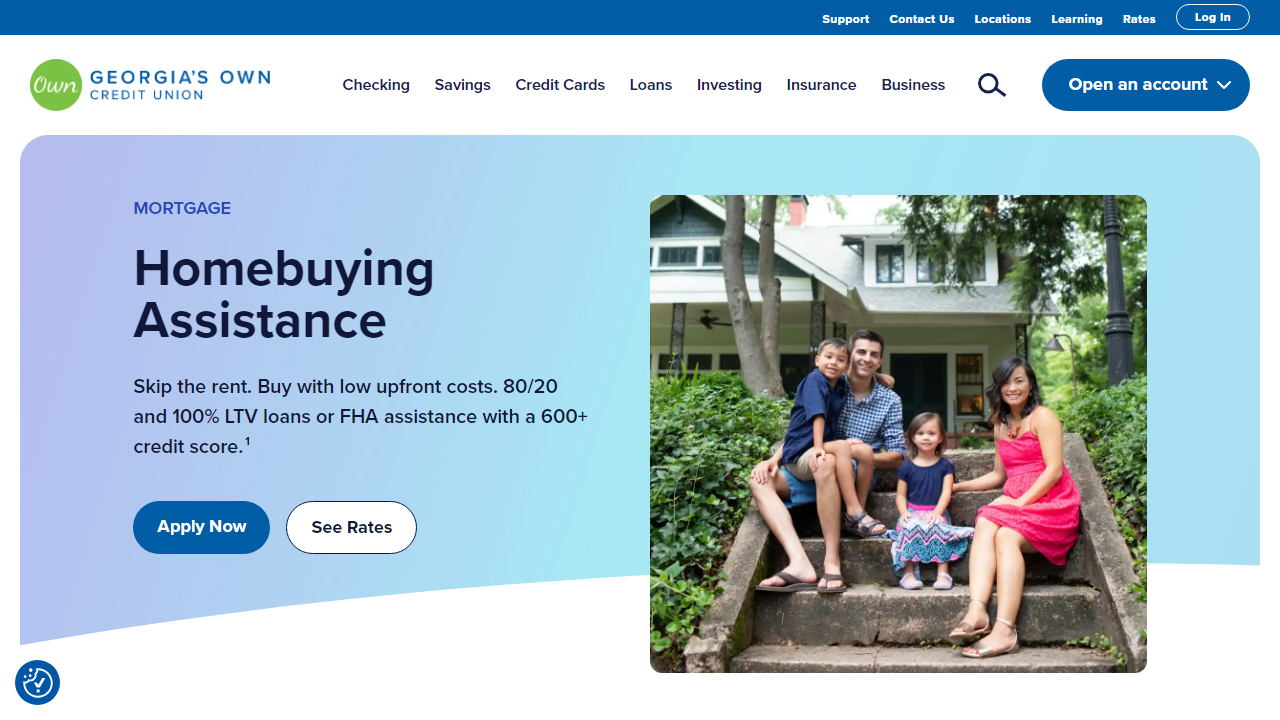 Support Contact Us Locations Learning Rates Log In
Own GEORGIA'S OWN
CREDIT UNION
Checking Savings Credit Cards Loans Investing Insurance Business Open an account
MORTGAGE
Homebuying
Assistance
Skip the rent. Buy with low upfront costs. 80/20
and 100% LTV loans or FHA assistance with a 600+
credit score.1
Apply Now See Rates